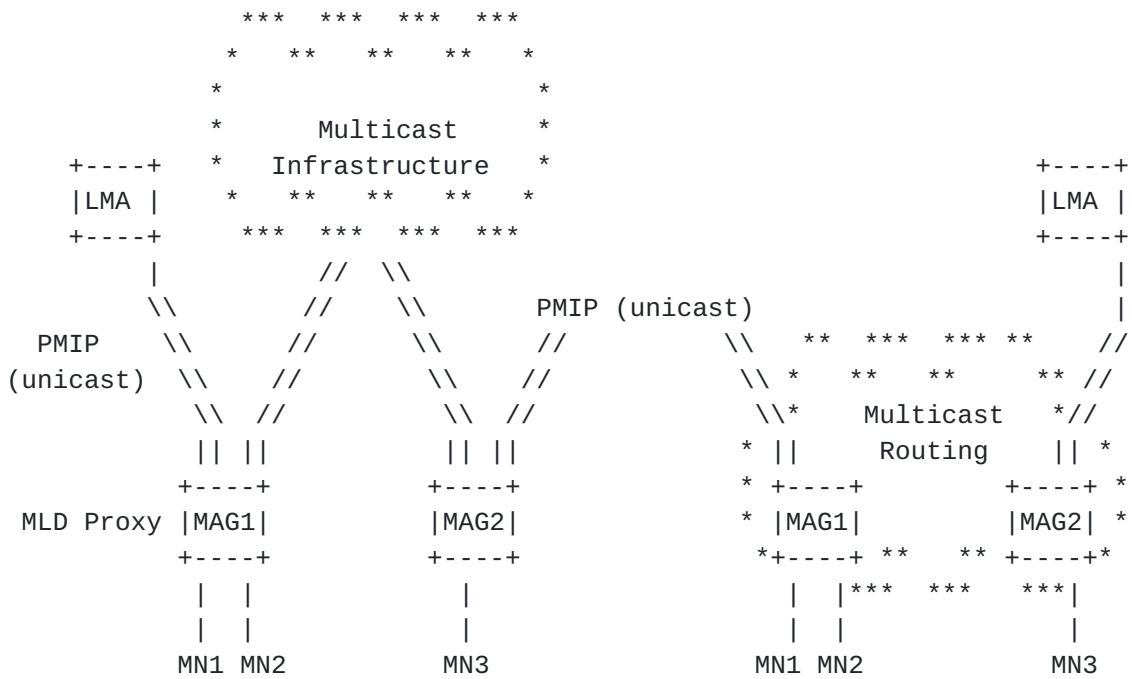 Multicast
Infrastructure
LMA LMA
PMIP (unicast)
PMIP
(unicast)
Multicast
Routing
MLD Proxy MAG1 MAG2 MAG1 MAG2
MN1 MN2 MN3 MN1 MN2 MN3